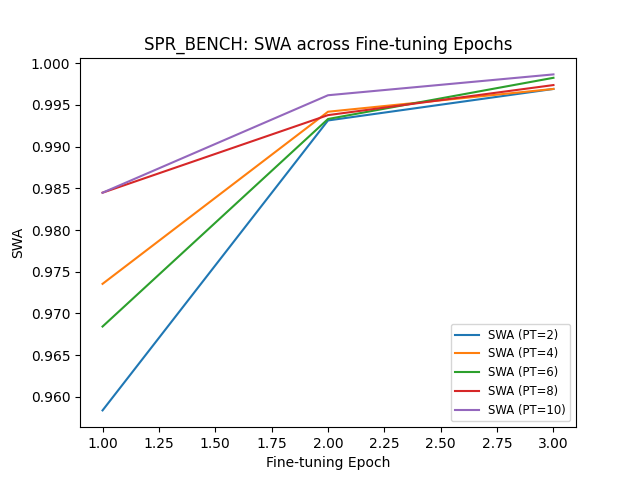 SPR_BENCH: SWA across Fine-tuning Epochs
SWA
1.000
0.995
0.990
0.985
0.980
0.975
0.970
0.965
0.960
SWA (PT=2)
SWA (PT=4)
SWA (PT=6)
SWA (PT=8)
SWA (PT=10)
1.00 1.25 1.50 1.75 2.00 2.25 2.50 2.75 3.00
Fine-tuning Epoch